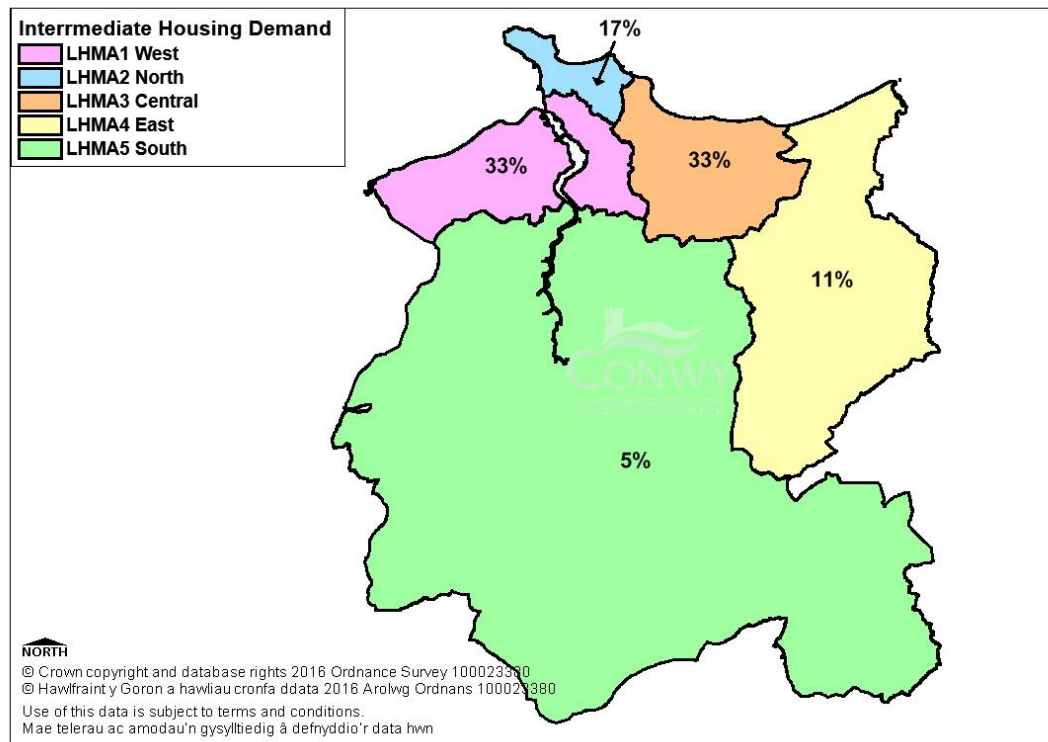 Interrmediate Housing Demand
LHMA1 West
LHMA2 North
LHMA3 Central
LHMA4 East
LHMA5 South
17%
33%
33%
11%
CONWY
5%
NORTH
© Crown copyright and database rights 2016 Ordnance Survey 100023380
© Hawlfraint y Goron a hawliau cronfa ddata 2016 Arolwg Ordnans 100023380
Use of this data is subject to terms and conditions.
Mae telerau ac amodau'n gysylltiedig â defnyddio'r data hwn